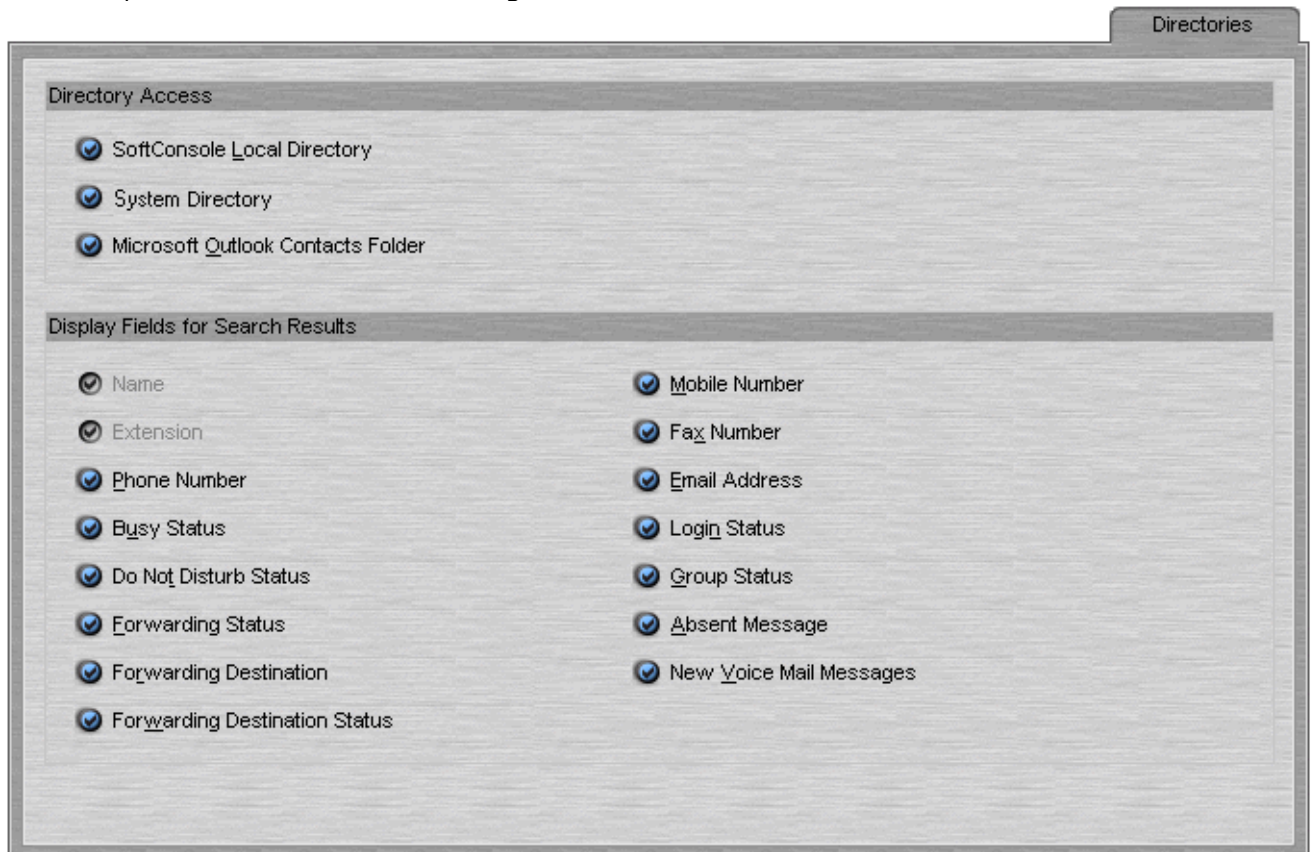 Directories
Directory Access
SoftConsole Local Directory
System Directory
Microsoft Outlook Contacts Folder
Display Fields for Search Results
Name
Extension
Phone Number
Busy Status
Do Not Disturb Status
Forwarding Status
Forwarding Destination
Forwarding Destination Status
Mobile Number
Fax Number
Email Address
Login Status
Group Status
Absent Message
New Voice Mail Messages